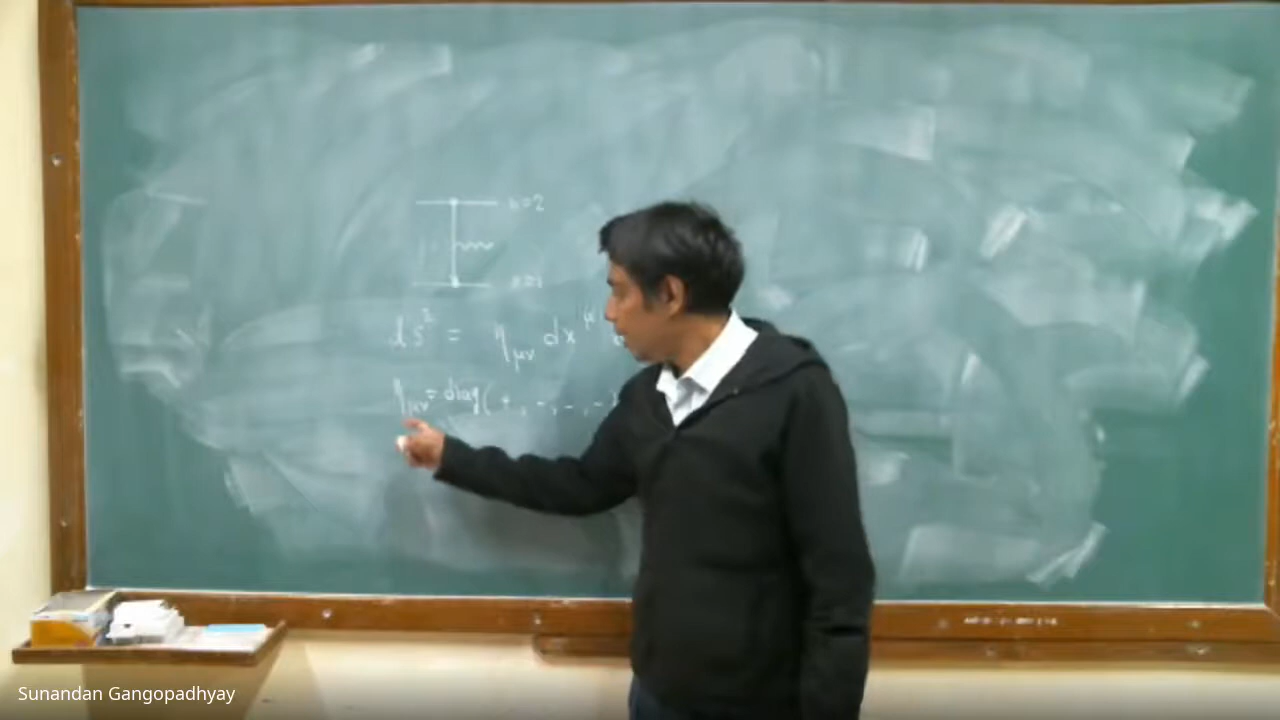 n=2
n=1
ds² = η_μν dx^μ
η_μν = diag(+, -, -, -)
Sunandan Gangopadhyay